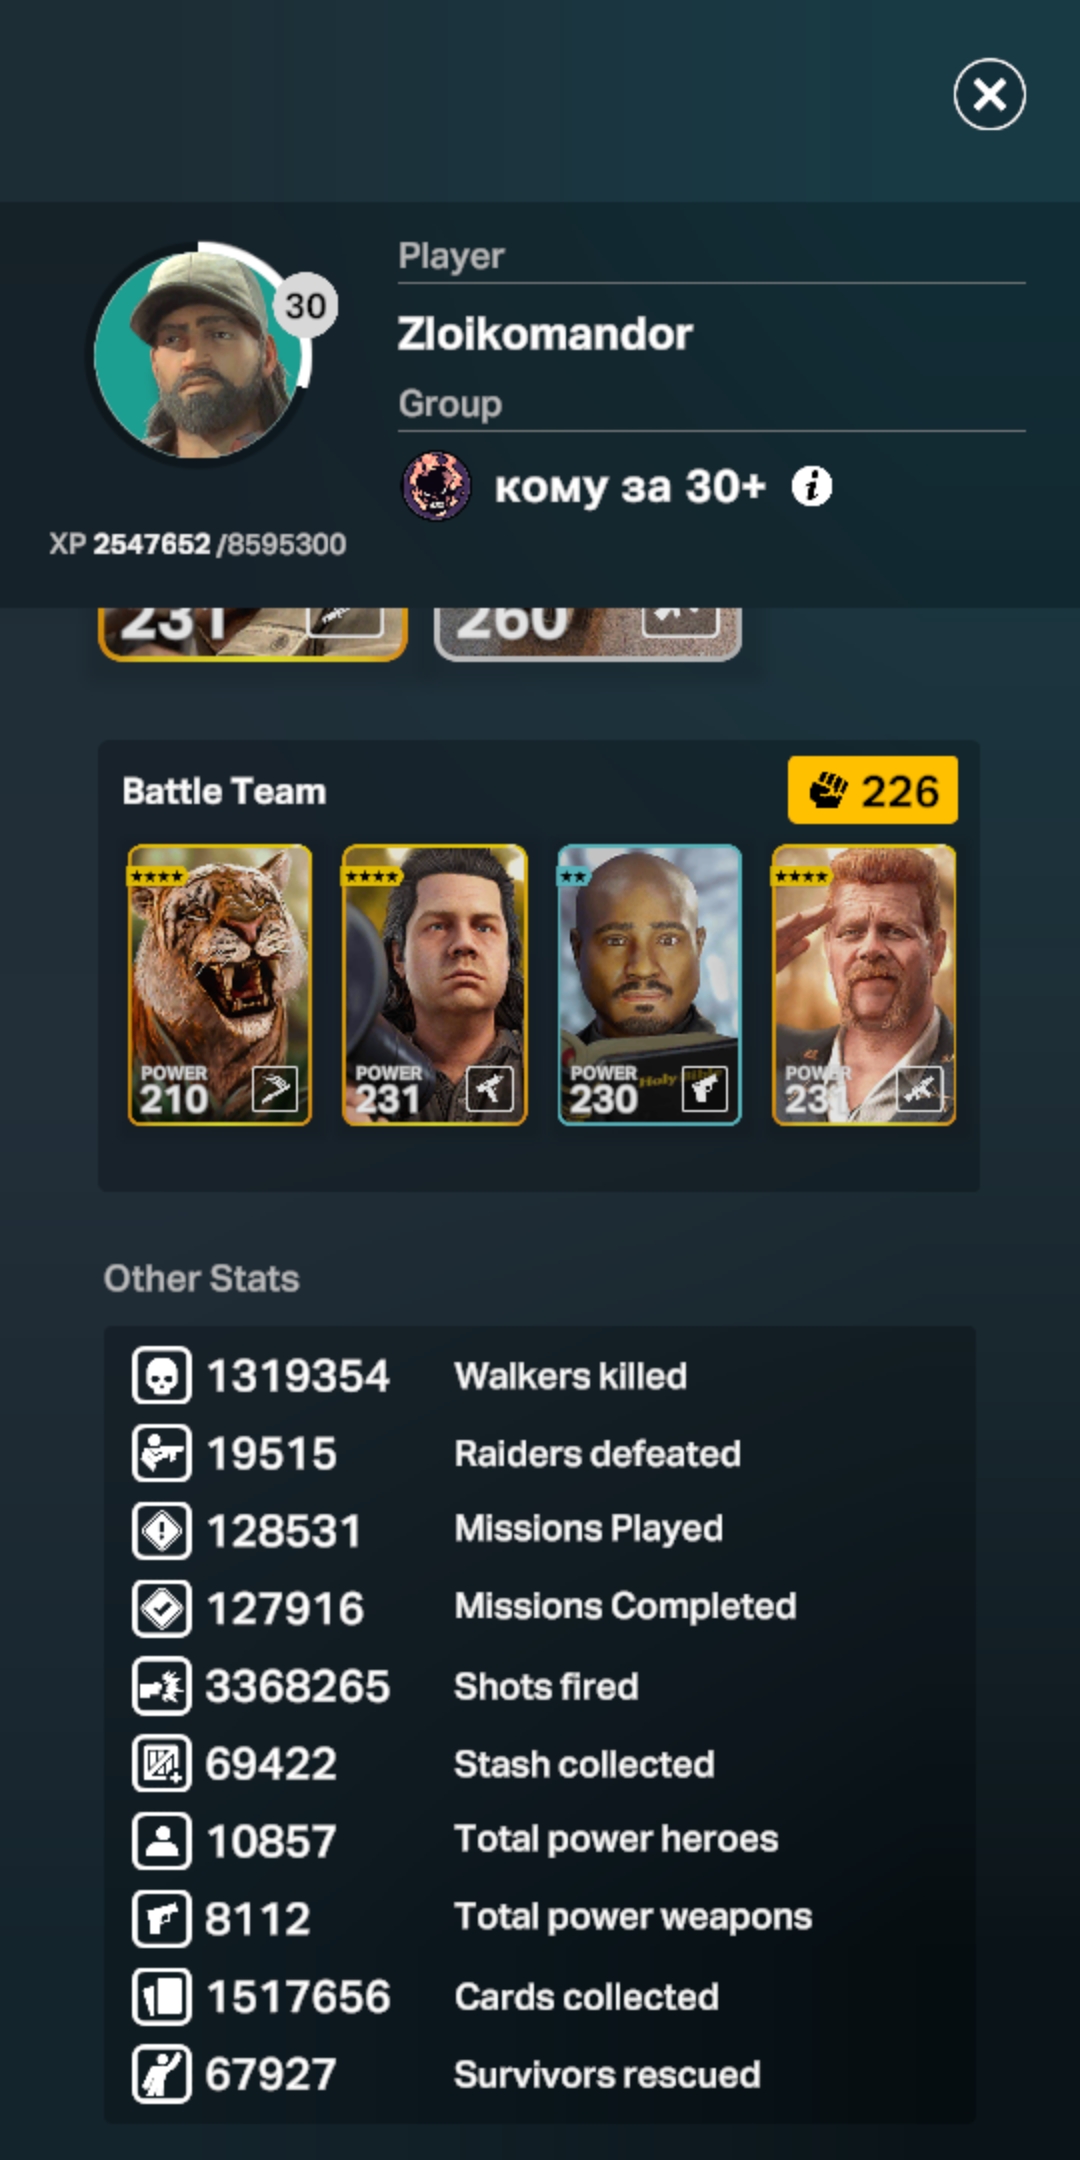 Player
30
Zloikomandor
Group
кому за 30+
XP 2547652 /8595300
231
260
Battle Team
226
POWER
210
POWER
231
Holy
POWER
230
POWER
231
Other Stats
1319354 Walkers killed
19515 Raiders defeated
128531 Missions Played
127916 Missions Completed
3368265 Shots fired
69422 Stash collected
10857 Total power heroes
8112 Total power weapons
1517656 Cards collected
67927 Survivors rescued